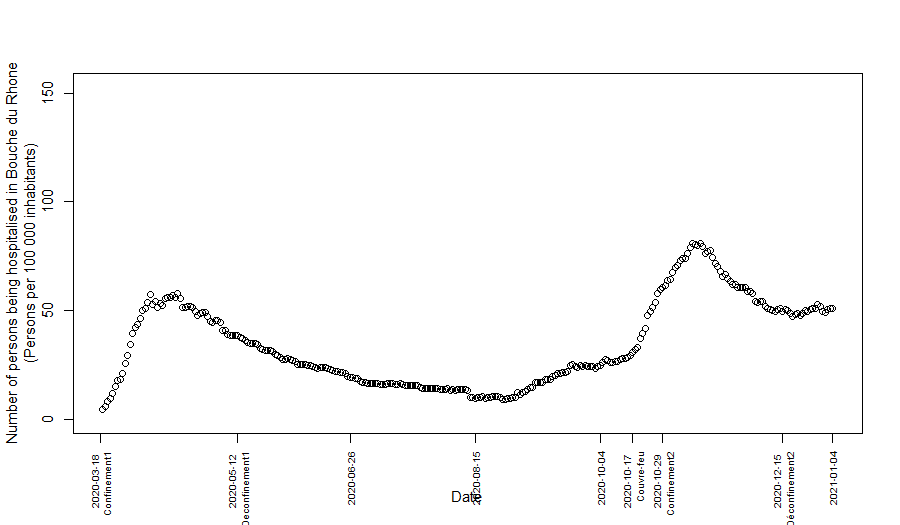 Number of persons being hospitalised in Bouche du Rhone
(Persons per 100 000 inhabitants)
150
100
50
0
2020-03-18
Confinement1
2020-05-12
Déconfinement1
2020-06-26
2020-08-15
2020-10-04
2020-10-17
Couvre-feu
2020-10-29
Confinement2
2020-12-15
Déconfinement2
2021-01-04
Date